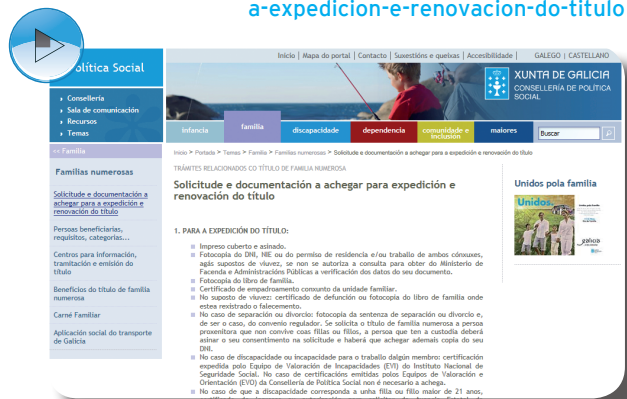 a-expedicion-e-renovacion-do-titulo
Inicio | Mapa do portal | Contacto | Suxestións e queixas | Accesibilidade | GALEGO | CASTELLANO
olítica Social
XUNTA DE GALICIA
CONSELLERÍA DE POLÍTICA
SOCIAL
Consellería
Sala de comunicación
Recursos
Temas
infancia
familia
discapacidade
dependencia
comunidade e
inclusión
maiores
Buscar
<< Familia
Inicio > Portada > Temas > Familia > Familias numerosas > Solicitude e documentación a achegar para a expedición e renovación do título
Familias numerosas
Solicitude e documentación a
achegar para a expedición e
renovación do título
Persoas beneficiarias,
requisitos, categorías...
Centros para información,
tramitación e emisión do
título
Beneficios do título de familia
numerosa
Carné Familiar
Aplicación social do transporte
de Galicia
TRÁMITES RELACIONADOS CO TÍTULO DE FAMILIA NUMEROSA
Solicitude e documentación a achegar para expedición e
renovación do título
1. PARA A EXPEDICIÓN DO TÍTULO:
Impreso cuberto e asinado.
Fotocopia do DNI, NIE ou do permiso de residencia e/ou traballo de ambos cónxuxes,
agás supostos de viuvez, se non se autoriza a consulta para obter do Ministerio de
Facenda e Administracións Públicas a verificación dos datos do seu documento.
Fotocopia do libro de familia.
Certificado de empadroamento conxunto da unidade familiar.
No suposto de viuvez: certificado de defunción ou fotocopia do libro de familia onde
estea rexistrado o falecemento.
No caso de separación ou divorcio: fotocopia da sentenza de separación ou divorcio e,
de ser o caso, do convenio regulador. Se solicita o título de familia numerosa a persoa
proxenitora que non convive coas fillas ou fillos, a persoa que ten a custodia deberá
asinar o seu consentimento na solicitude e haberá que achegar ademais copia do seu
DNI.
No caso de discapacidade ou incapacidade para o traballo dalgún membro: certificación
expedida polo Equipo de Valoración de Incapacidades (EVI) do Instituto Nacional de
Seguridade Social. No caso de certificacións emitidas polos Equipos de Valoración e
Orientación (EVO) da Consellería de Política Social non é necesario a achega.
No caso de que a discapacidade corresponda a unha filla ou fillo maior de 21 anos,
Unidos pola familia
Unidos.
galicia